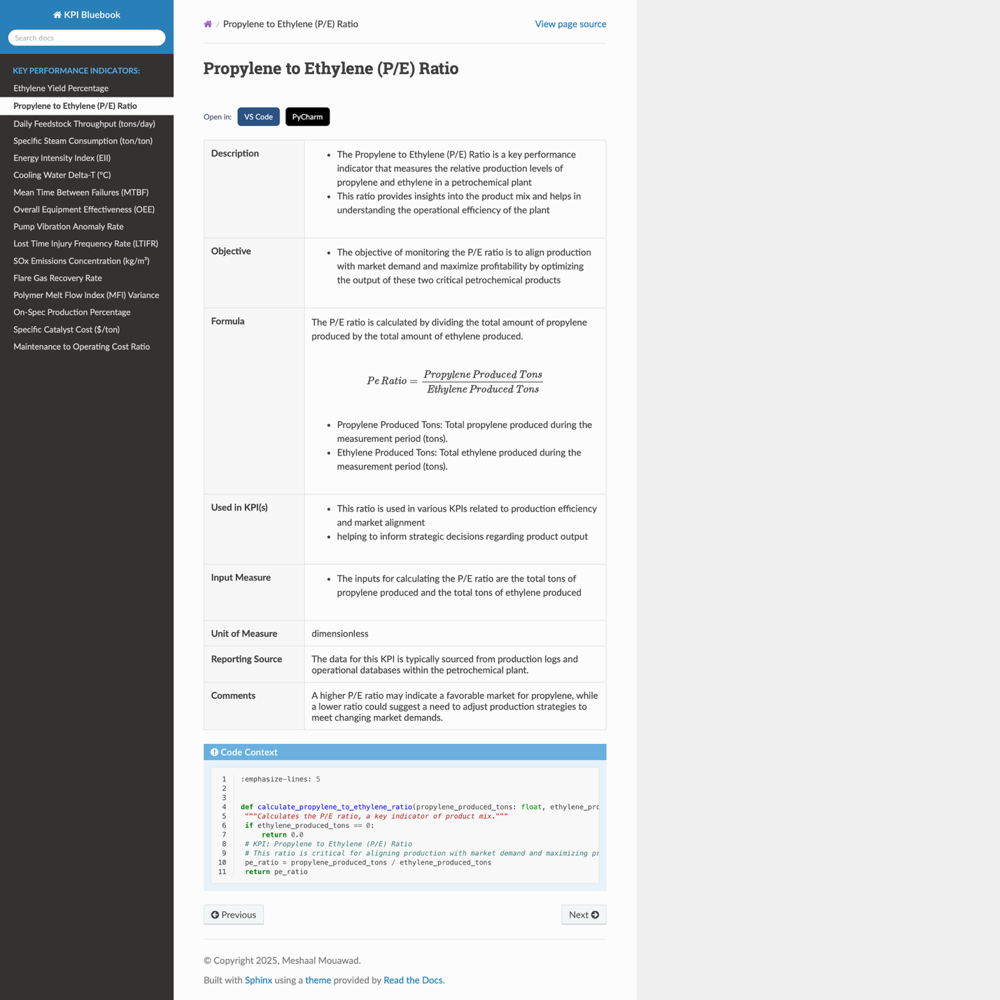 KPI Bluebook
Search docs
KEY PERFORMANCE INDICATORS:
Ethylene Yield Percentage
Propylene to Ethylene (P/E) Ratio
Daily Feedstock Throughput (tons/day)
Specific Steam Consumption (ton/ton)
Energy Intensity Index (EII)
Cooling Water Delta-T (°C)
Mean Time Between Failures (MTBF)
Overall Equipment Effectiveness (OEE)
Pump Vibration Anomaly Rate
Lost Time Injury Frequency Rate (LTIFR)
SOx Emissions Concentration (kg/m³)
Flare Gas Recovery Rate
Polymer Melt Flow Index (MFI) Variance
On-Spec Production Percentage
Specific Catalyst Cost ($/ton)
Maintenance to Operating Cost Ratio
/ Propylene to Ethylene (P/E) Ratio
View page source
Propylene to Ethylene (P/E) Ratio
Open in: VS Code PyCharm
Description
• The Propylene to Ethylene (P/E) Ratio is a key performance
indicator that measures the relative production levels of
propylene and ethylene in a petrochemical plant
• This ratio provides insights into the product mix and helps in
understanding the operational efficiency of the plant
Objective
• The objective of monitoring the P/E ratio is to align production
with market demand and maximize profitability by optimizing
the output of these two critical petrochemical products
Formula
The P/E ratio is calculated by dividing the total amount of propylene
produced by the total amount of ethylene produced.
Pe Ratio =
Propylene Produced Tons
Ethylene Produced Tons
• Propylene Produced Tons: Total propylene produced during the
measurement period (tons).
• Ethylene Produced Tons: Total ethylene produced during the
measurement period (tons).
Used in KPI(s)
• This ratio is used in various KPIs related to production efficiency
and market alignment
• helping to inform strategic decisions regarding product output
Input Measure
• The inputs for calculating the P/E ratio are the total tons of
propylene produced and the total tons of ethylene produced
Unit of Measure
dimensionless
Reporting Source
The data for this KPI is typically sourced from production logs and
operational databases within the petrochemical plant.
Comments
A higher P/E ratio may indicate a favorable market for propylene, while
a lower ratio could suggest a need to adjust production strategies to
meet changing market demands.
Code Context
1 :emphasize-lines: 5
2
3
4 def calculate_propylene_to_ethylene_ratio(propylene_produced_tons: float, ethylene_pro
5 """Calculates the P/E ratio, a key indicator of product mix."""
6 if ethylene_produced_tons == 0:
7 return 0.0
8 # KPI: Propylene to Ethylene (P/E) Ratio
9 # This ratio is critical for aligning production with market demand and maximizing pr
10 pe_ratio = propylene_produced_tons / ethylene_produced_tons
11 return pe_ratio
Previous
Next
© Copyright 2025, Meshaal Mouawad.
Built with Sphinx using a theme provided by Read the Docs.